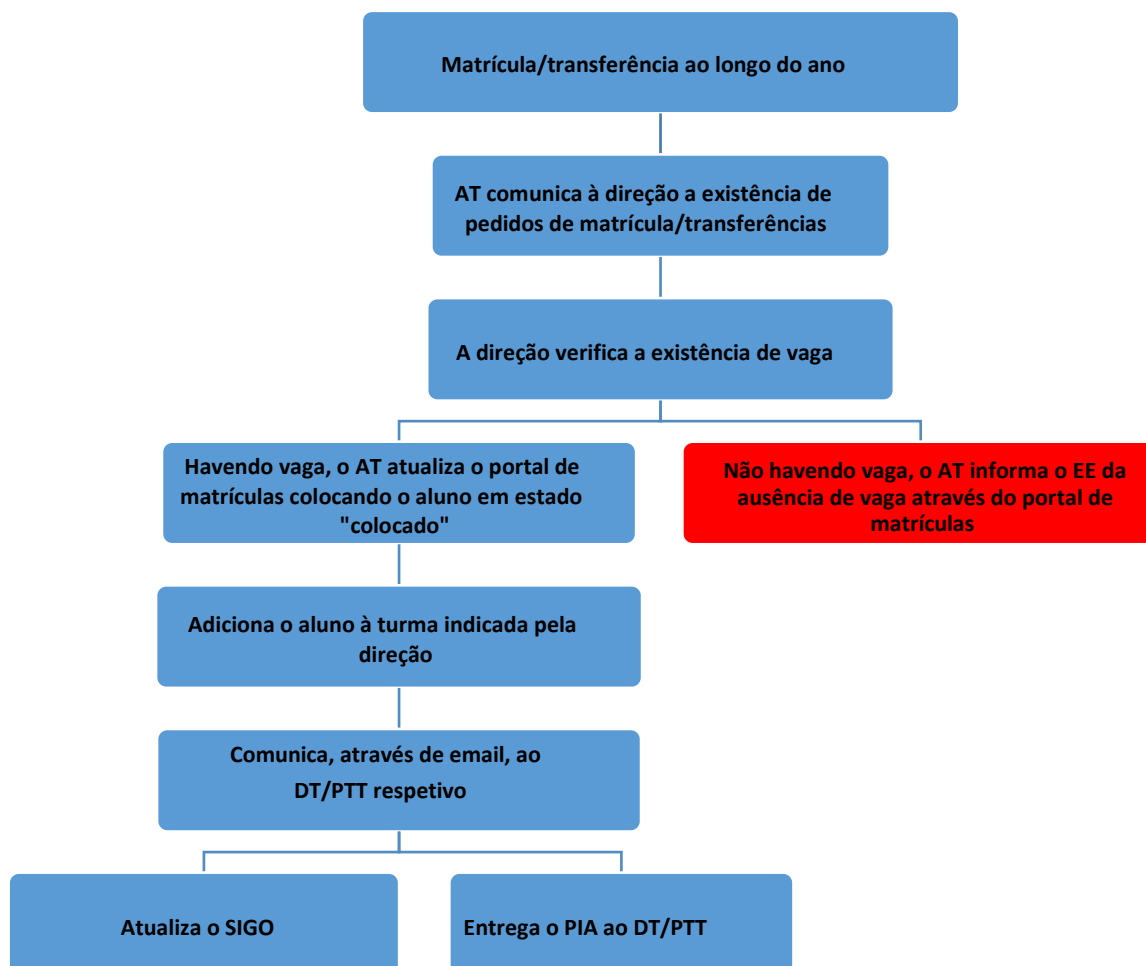 Matrícula/transferência ao longo do ano
AT comunica à direção a existência de
pedidos de matrícula/transferências
A direção verifica a existência de vaga
Havendo vaga, o AT atualiza o portal de
matrículas colocando o aluno em estado
"colocado"
Não havendo vaga, o AT informa o EE da
ausência de vaga através do portal de
matrículas
Adiciona o aluno à turma indicada pela
direção
Comunica, através de email, ao
DT/PTT respetivo
Atualiza o SIGO
Entrega o PIA ao DT/PTT